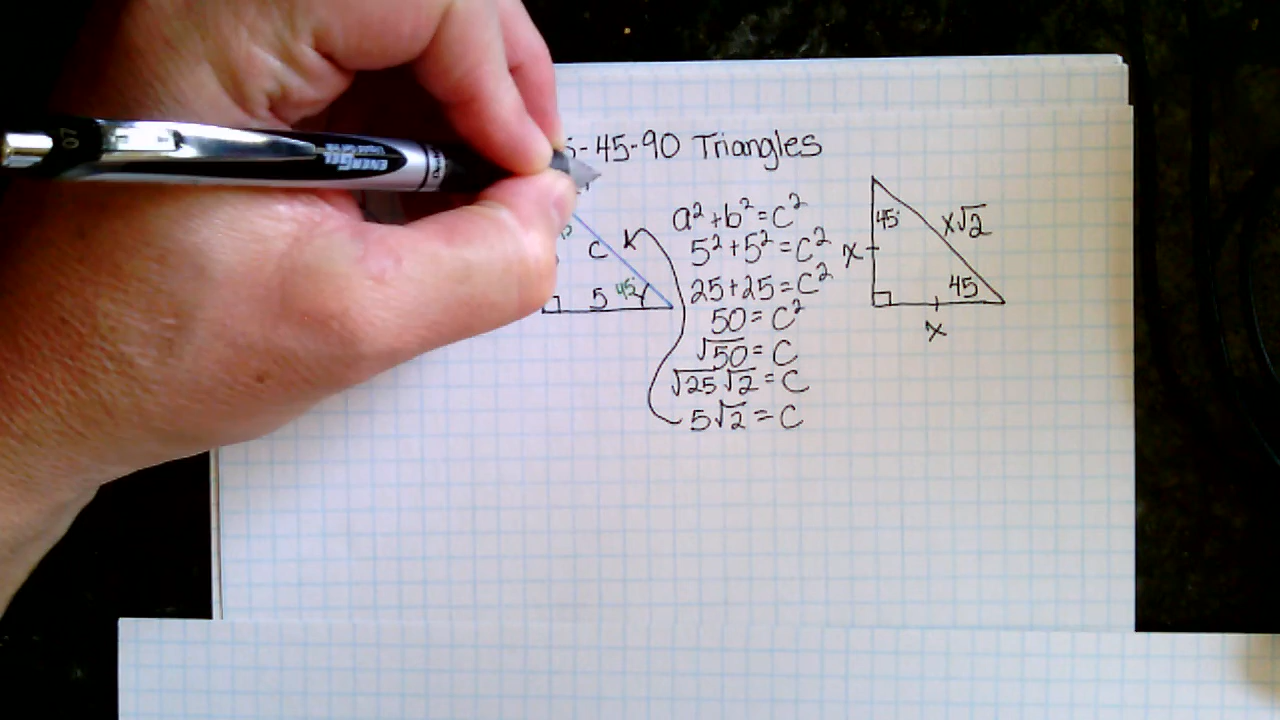 5-45-90 Triangles
C
5
45°
a²+b²=c²
5²+5²=c²
25+25=c²
50=c²
√50=c
√25 √2=c
5√2=c
45°
x√2
x
45
x
07
ENERGEL